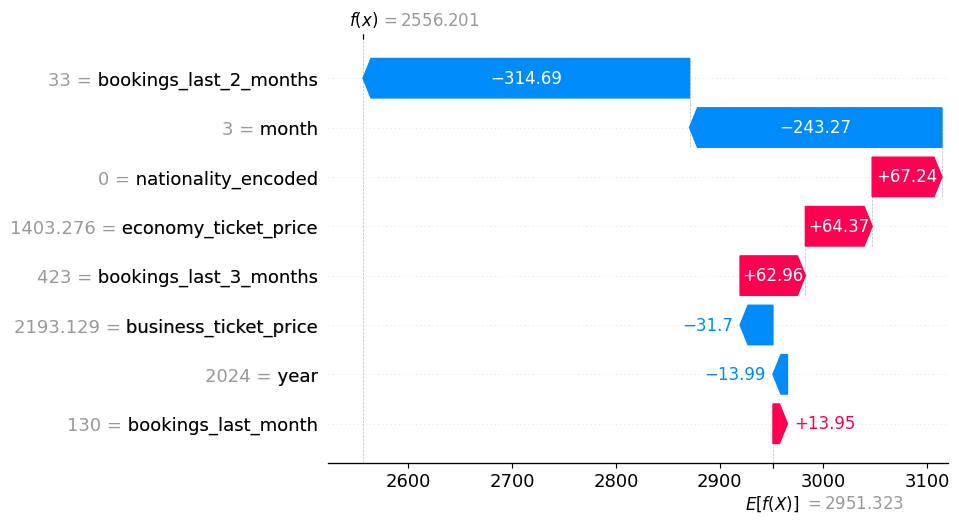 f(x) = 2556.201
33 = bookings_last_2_months −314.69
3 = month −243.27
0 = nationality_encoded +67.24
1403.276 = economy_ticket_price +64.37
423 = bookings_last_3_months +62.96
2193.129 = business_ticket_price −31.7
2024 = year −13.99
130 = bookings_last_month +13.95
2600 2700 2800 2900 3000 3100
E[f(X)] = 2951.323